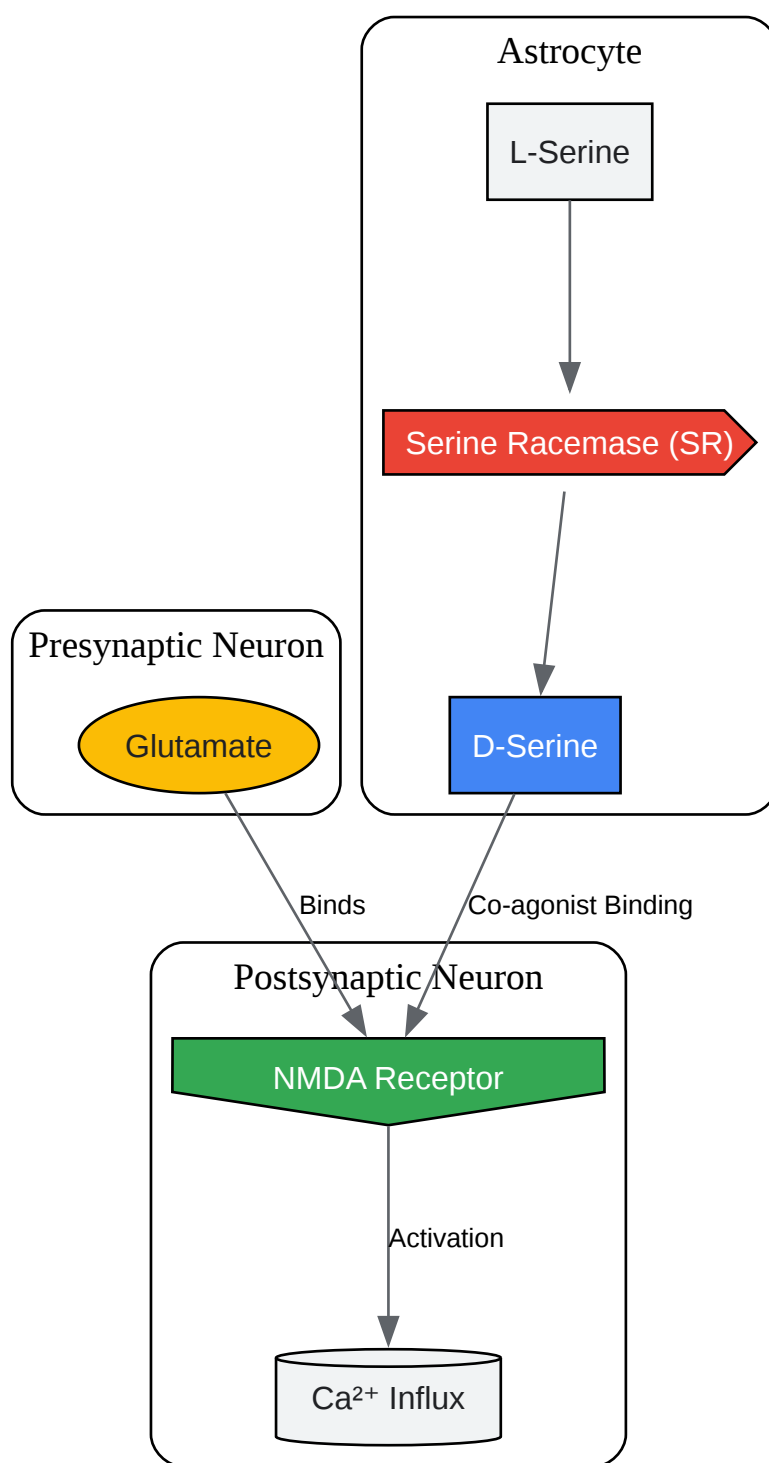 Astrocyte
L-Serine
Serine Racemase (SR)
Presynaptic Neuron
Glutamate
D-Serine
Binds
Co-agonist Binding
Postsynaptic Neuron
NMDA Receptor
Activation
Ca²⁺ Influx